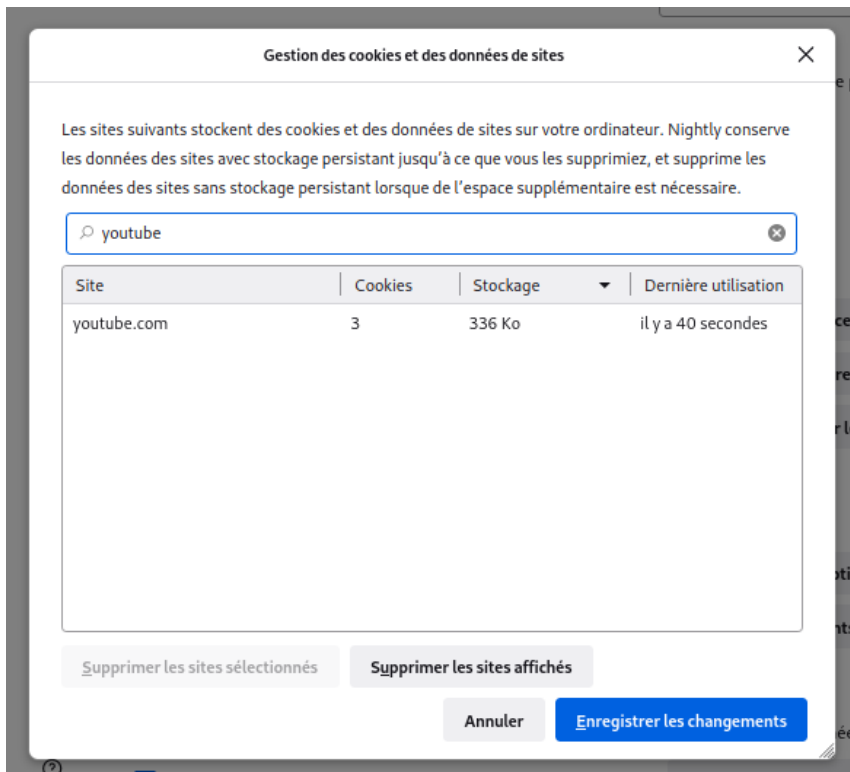 Gestion des cookies et des données de sites
Les sites suivants stockent des cookies et des données de sites sur votre ordinateur. Nightly conserve
les données des sites avec stockage persistant jusqu’à ce que vous les supprimiez, et supprime les
données des sites sans stockage persistant lorsque de l’espace supplémentaire est nécessaire.
youtube
Site Cookies Stockage Dernière utilisation
youtube.com 3 336 Ko il y a 40 secondes
Supprimer les sites sélectionnés Supprimer les sites affichés
Annuler Enregistrer les changements